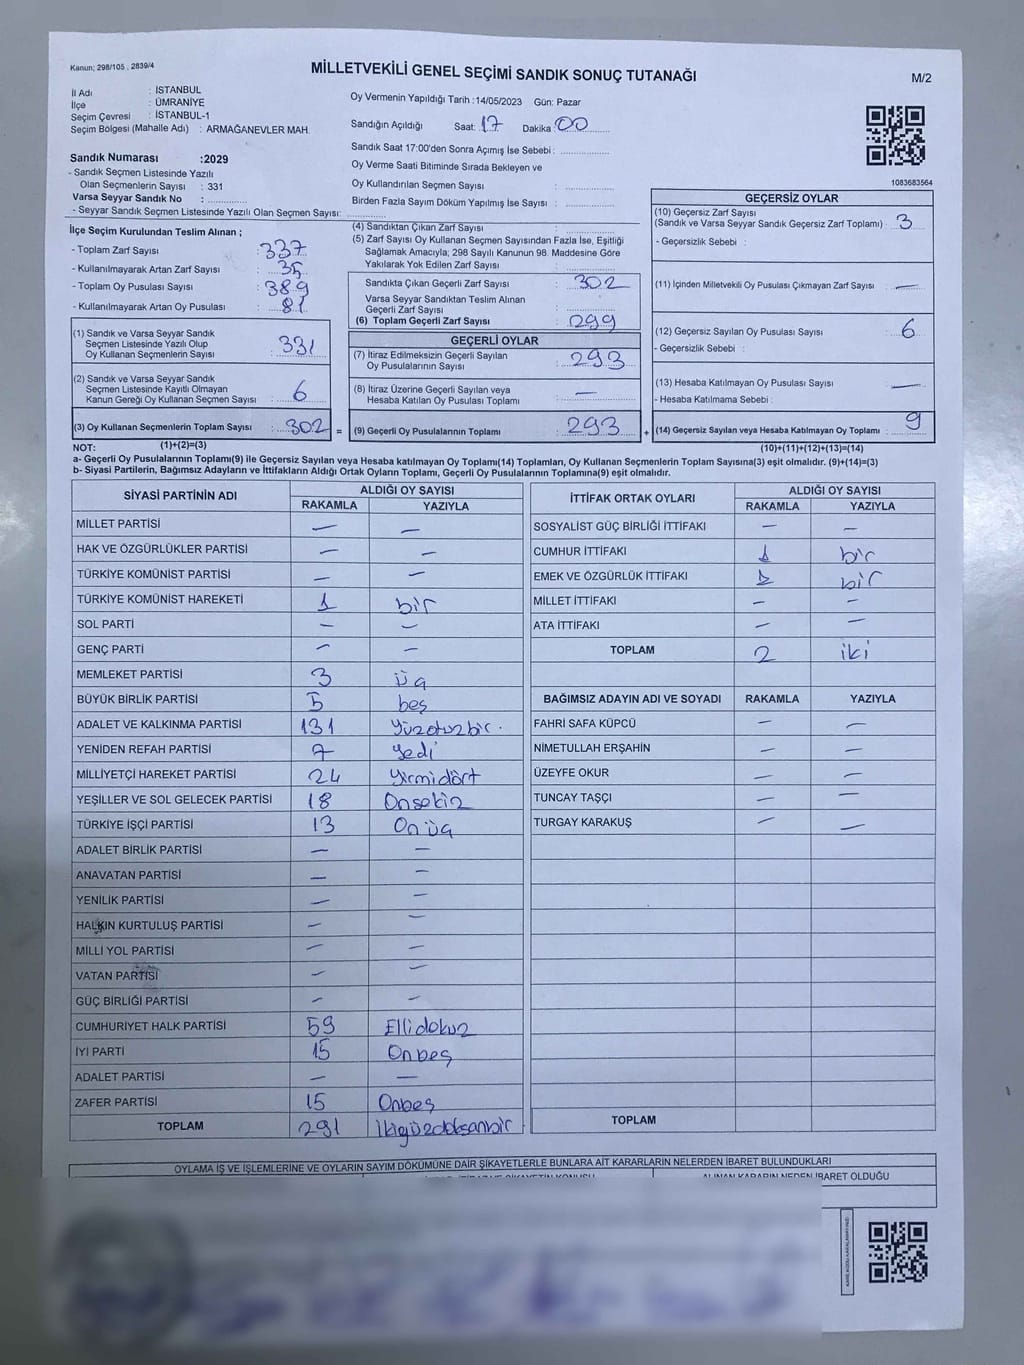 Kanun; 298/105 , 2839/4
MİLLETVEKİLİ GENEL SEÇİMİ SANDIK SONUÇ TUTANAĞI
M/2
İl Adı : İSTANBUL
İlçe : ÜMRANİYE
Seçim Çevresi : İSTANBUL-1
Seçim Bölgesi (Mahalle Adı) : ARMAĞANEVLER MAH.
Oy Vermenin Yapıldığı Tarih :14/05/2023 Gün: Pazar
Sandığın Açıldığı Saat: 17 Dakika: 00
Sandık Saat 17:00'den Sonra Açımış İse Sebebi :
Oy Verme Saati Bitiminde Sırada Bekleyen ve
Oy Kullandırılan Seçmen Sayısı :
Birden Fazla Sayım Döküm Yapılmış İse Sayısı :
1083683564
Sandık Numarası :2029
- Sandık Seçmen Listesinde Yazılı
Olan Seçmenlerin Sayısı : 331
Varsa Seyyar Sandık No :
- Seyyar Sandık Seçmen Listesinde Yazılı Olan Seçmen Sayısı:
İlçe Seçim Kurulundan Teslim Alınan ;
- Toplam Zarf Sayısı : 337
- Kullanılmayarak Artan Zarf Sayısı : 35
- Toplam Oy Pusulası Sayısı : 389
- Kullanılmayarak Artan Oy Pusulası : 81
(1) Sandık ve Varsa Seyyar Sandık
Seçmen Listesinde Yazılı Olup
Oy Kullanan Seçmenlerin Sayısı : 331
(2) Sandık ve Varsa Seyyar Sandık
Seçmen Listesinde Kayıtlı Olmayan
Kanun Gereği Oy Kullanan Seçmen Sayısı : 6
(3) Oy Kullanan Seçmenlerin Toplam Sayısı : 302 =
(4) Sandıktan Çıkan Zarf Sayısı :
(5) Zarf Sayısı Oy Kullanan Seçmen Sayısından Fazla İse, Eşitliği
Sağlamak Amacıyla, 298 Sayılı Kanunun 98. Maddesine Göre
Yakılarak Yok Edilen Zarf Sayısı :
Sandıkta Çıkan Geçerli Zarf Sayısı : 302
Varsa Seyyar Sandıktan Teslim Alınan
Geçerli Zarf Sayısı :
(6) Toplam Geçerli Zarf Sayısı : 299
GEÇERLİ OYLAR
(7) İtiraz Edilmeksizin Geçerli Sayılan
Oy Pusulalarının Sayısı : 293
(8) İtiraz Üzerine Geçerli Sayılan veya
Hesaba Katılan Oy Pusulası Toplamı : —
(9) Geçerli Oy Pusulalarının Toplamı : 293 +
GEÇERSİZ OYLAR
(10) Geçersiz Zarf Sayısı
(Sandık ve Varsa Seyyar Sandık Geçersiz Zarf Toplamı) : 3
- Geçersizlik Sebebi :
(11) İçinden Milletvekili Oy Pusulası Çıkmayan Zarf Sayısı : —
(12) Geçersiz Sayılan Oy Pusulası Sayısı : 6
- Geçersizlik Sebebi :
(13) Hesaba Katılmayan Oy Pusulası Sayısı : —
- Hesaba Katılmama Sebebi :
(14) Geçersiz Sayılan veya Hesaba Katılmayan Oy Toplamı : 9
NOT: (1)+(2)=(3) (10)+(11)+(12)+(13)=(14)
a- Geçerli Oy Pusulalarının Toplamı(9) ile Geçersiz Sayılan veya Hesaba katılmayan Oy Toplamı(14) Toplamları, Oy Kullanan Seçmenlerin Toplam Sayısına(3) eşit olmalıdır. (9)+(14)=(3)
b- Siyasi Partilerin, Bağımsız Adayların ve İttifakların Aldığı Ortak Oyların Toplamı, Geçerli Oy Pusulalarının Toplamına(9) eşit olmalıdır.
SİYASİ PARTİNİN ADI ALDIĞI OY SAYISI
RAKAMLA YAZIYLA
MİLLET PARTİSİ — —
HAK VE ÖZGÜRLÜKLER PARTİSİ — —
TÜRKİYE KOMÜNİST PARTİSİ — —
TÜRKİYE KOMÜNİST HAREKETİ 1 bir
SOL PARTİ — —
GENÇ PARTİ — —
MEMLEKET PARTİSİ 3 üç
BÜYÜK BİRLİK PARTİSİ 5 beş
ADALET VE KALKINMA PARTİSİ 131 yüzotuzbir.
YENİDEN REFAH PARTİSİ 7 yedi
MİLLİYETÇİ HAREKET PARTİSİ 24 yirmidört
YEŞİLLER VE SOL GELECEK PARTİSİ 18 Onsekiz
TÜRKİYE İŞÇİ PARTİSİ 13 Onüç
ADALET BİRLİK PARTİSİ — —
ANAVATAN PARTİSİ — —
YENİLİK PARTİSİ — —
HALKIN KURTULUŞ PARTİSİ — —
MİLLİ YOL PARTİSİ — —
VATAN PARTİSİ — —
GÜÇ BİRLİĞİ PARTİSİ — —
CUMHURİYET HALK PARTİSİ 59 Ellidokuz
İYİ PARTİ 15 Onbeş
ADALET PARTİSİ — —
ZAFER PARTİSİ 15 Onbeş
TOPLAM 291 İkiyüzdoksanbir
İTTİFAK ORTAK OYLARI ALDIĞI OY SAYISI
RAKAMLA YAZIYLA
SOSYALİST GÜÇ BİRLİĞİ İTTİFAKI — —
CUMHUR İTTİFAKI 1 bir
EMEK VE ÖZGÜRLÜK İTTİFAKI 1 bir
MİLLET İTTİFAKI — —
ATA İTTİFAKI — —
TOPLAM 2 iki
BAĞIMSIZ ADAYIN ADI VE SOYADI RAKAMLA YAZIYLA
FAHRİ SAFA KÜPCÜ — —
NİMETULLAH ERŞAHİN — —
ÜZEYFE OKUR — —
TUNCAY TAŞÇI — —
TURGAY KARAKUŞ — —
TOPLAM
OYLAMA İŞ VE İŞLEMLERİNE VE OYLARIN SAYIM DÖKÜMÜNE DAİR ŞİKAYETLERLE BUNLARA AİT KARARLARIN NELERDEN İBARET BULUNDUKLARI
ALINAN KARARIN NEDEN İBARET OLDUĞU